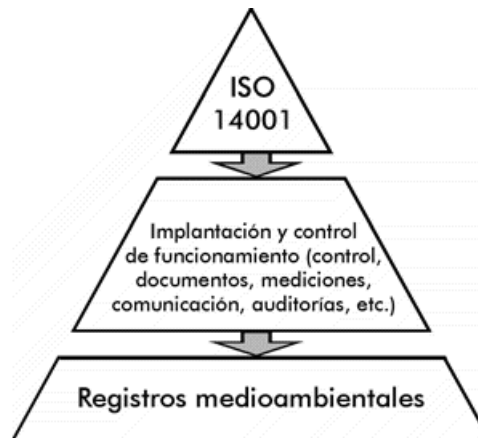 ISO
14001
Implantación y control
de funcionamiento (control,
documentos, mediciones,
comunicación, auditorías, etc.)
Registros medioambientales